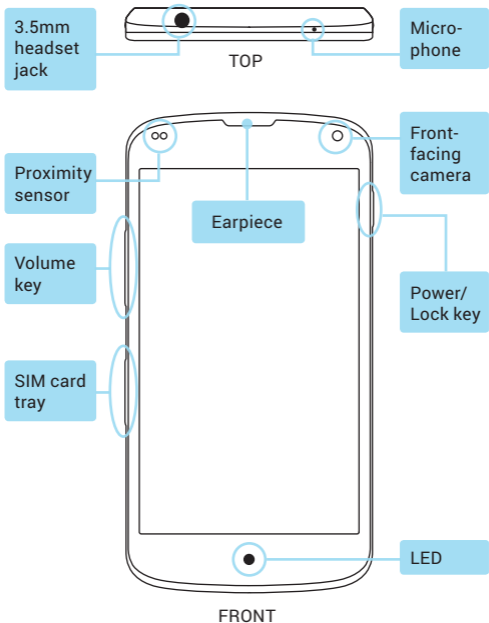 3.5mm
headset
jack
Micro-
phone
TOP
Front-
facing
camera
Proximity
sensor
Earpiece
Volume
key
Power/
Lock key
SIM card
tray
LED
FRONT